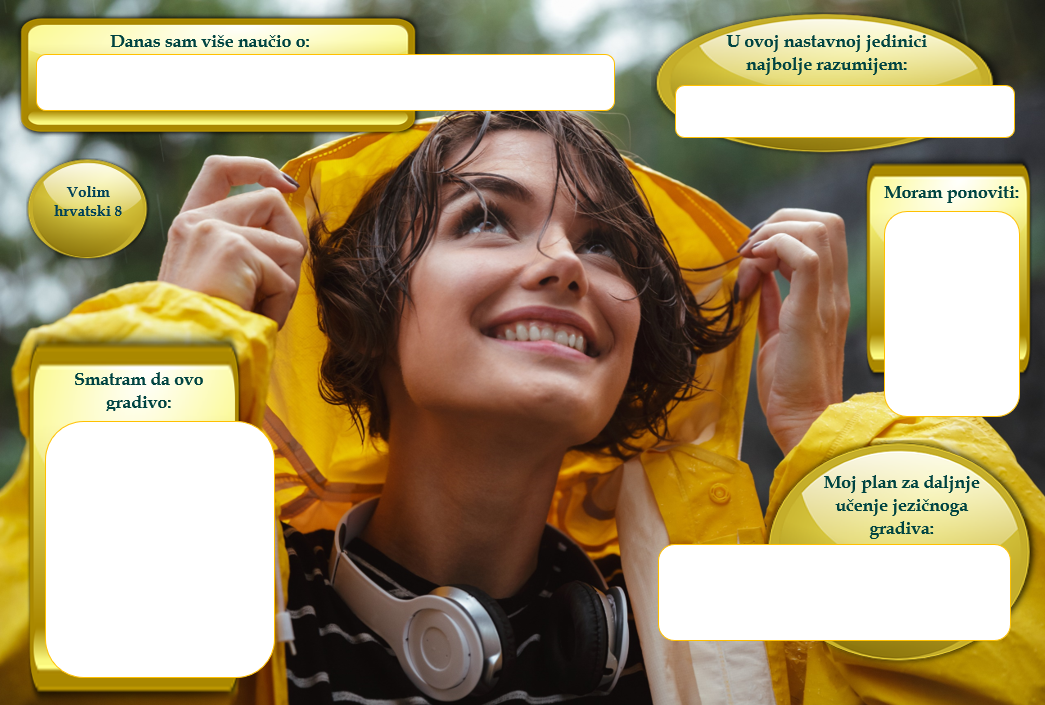 Danas sam više naučio o:
U ovoj nastavnoj jedinici
najbolje razumijem:
Volim
hrvatski 8
Moram ponoviti:
Smatram da ovo
gradivo:
Moj plan za daljnje
učenje jezičnoga
gradiva: